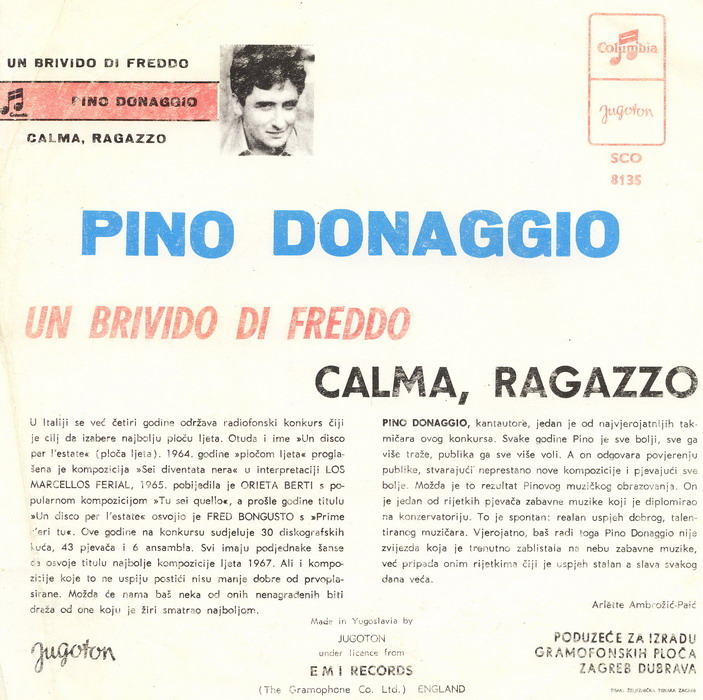 UN BRIVIDO DI FREDDO
PINO DONAGGIO
Columbia
CALMA, RAGAZZO
Columbia
Jugoton
SCO
8135
PINO DONAGGIO
UN BRIVIDO DI FREDDO
CALMA, RAGAZZO
U Italiji se već četiri godine održava radiofonski konkurs čiji
je cilj da izabere najbolju ploču ljeta. Otuda i ime »Un disco
per l'estate« (ploča ljeta). 1964. godine »pločom ljeta« progla-
šena je kompozicija »Sei diventata nera« u interpretaciji LOS
MARCELLOS FERIAL, 1965. pobijedila je ORIETA BERTI s po-
pularnom kompozicijom »Tu sei quello«, a prošle godine titulu
»Un disco per l'estate« osvojio je FRED BONGUSTO s »Prime
c'eri tu«. Ove godine na konkursu sudjeluje 30 diskografskih
kuća, 43 pjevača i 6 ansambla. Svi imaju podjednake šanse
da osvoje titulu najbolje kompozicije ljeta 1967. Ali i kompo-
zicije koje to ne uspiju postići nisu manje dobre od prvopla-
sirane. Možda će nama baš neka od onih nenagrađenih biti
draža od one koju je žiri smatrao najboljom.
PINO DONAGGIO, kantautore, jedan je od najvjerojatnijih tak-
mičara ovog konkursa. Svake godine Pino je sve bolji, sve ga
više traže, publika ga sve više voli. A on odgovara povjerenju
publike, stvarajući neprestano nove kompozicije i pjevajući sve
bolje. Možda je to rezultat Pinovog muzičkog obrazovanja. On
je jedan od rijetkih pjevača zabavne muzike koji je diplomirao
na konzervatoriju. To je spontan: realan uspjeh dobrog, talen-
tiranog muzičara. Vjerojatno, baš radi toga Pino Donaggio nije
zvijezda koja je trenutno zablistala na nebu zabavne muzike,
već pripada onim rijetkima čiji je uspjeh stalan a slava svakog
dana veća.
Arlette Ambrožić-Paić
Jugoton
Made in Yugoslavia by
JUGOTON
under licence from
EMI RECORDS
(The Gramophone Co. Ltd.) ENGLAND
PODUZEĆE ZA IZRADU
GRAMOFONSKIH PLOČA
ZAGREB DUBRAVA
TISAK: ŽELJEZNIČKA TISKARA ZAGREB